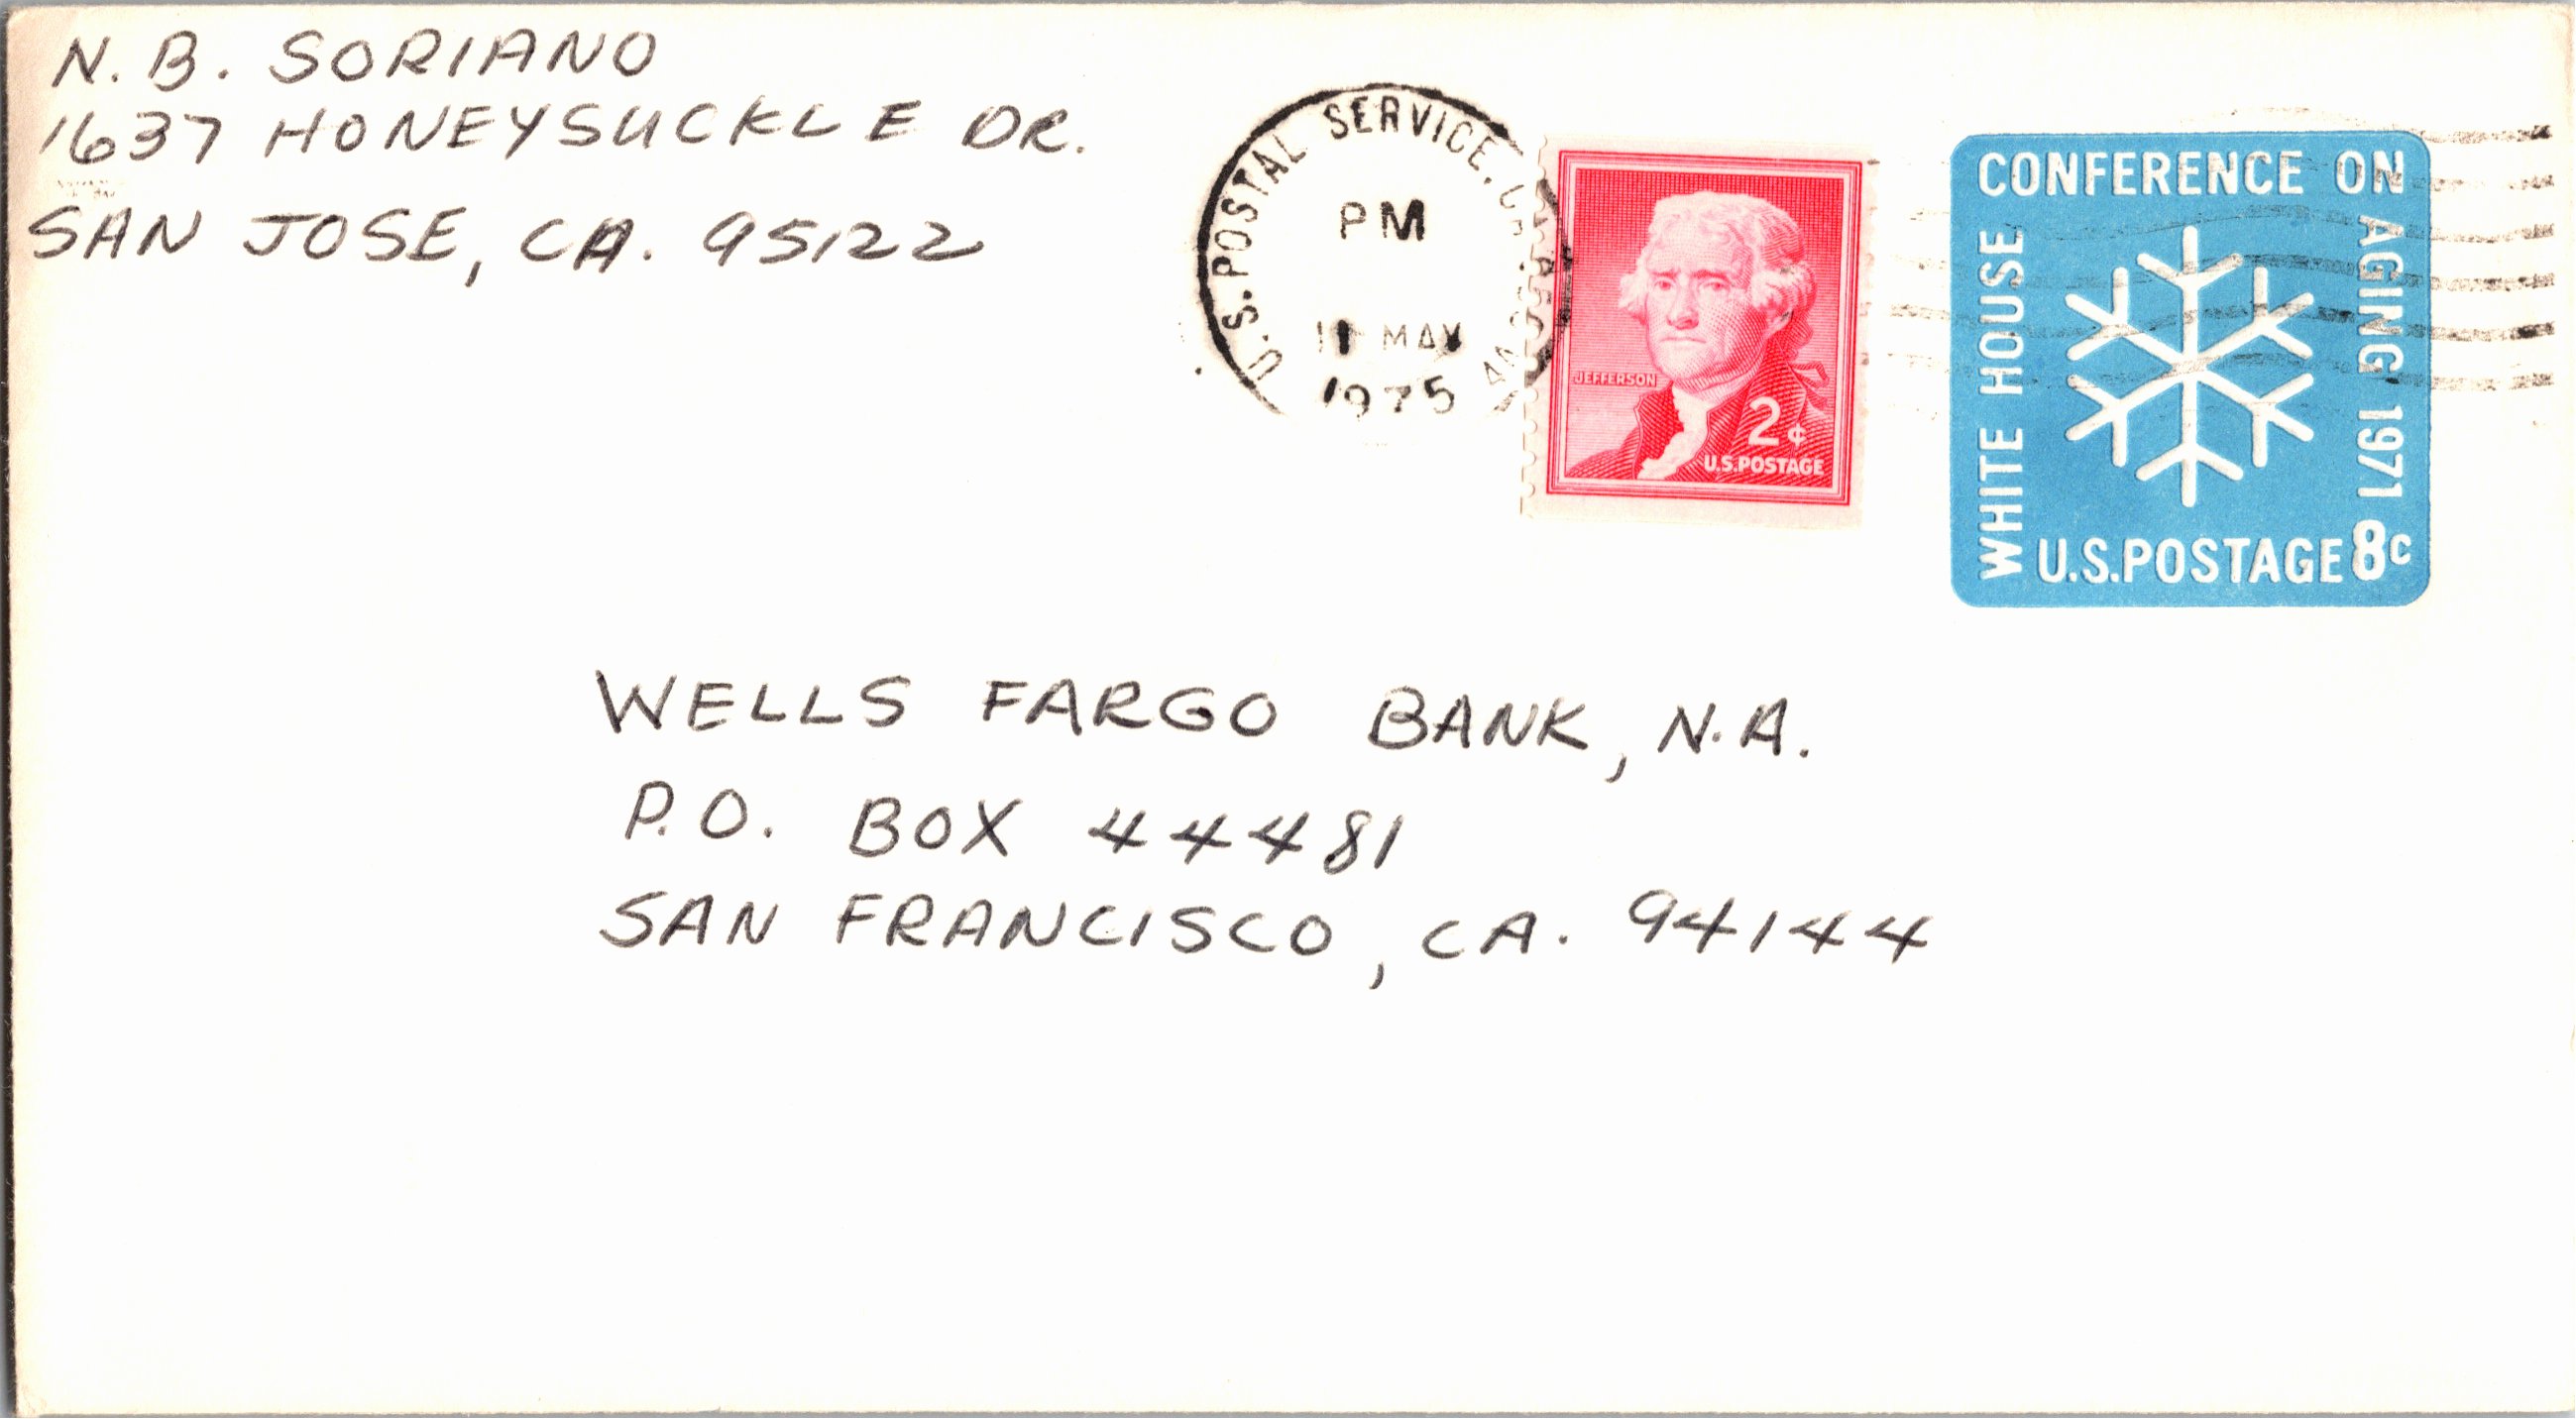 N. B. SORIANO
1637 HONEYSUCKLE DR.
SAN JOSE, CA. 95122
U.S. POSTAL SERVICE, CA
PM
MAY
1975
JEFFERSON
2¢
U.S. POSTAGE
WHITE HOUSE CONFERENCE ON AGING 1971
U.S. POSTAGE 8c
WELLS FARGO BANK, N.A.
P.O. BOX 44481
SAN FRANCISCO, CA. 94144